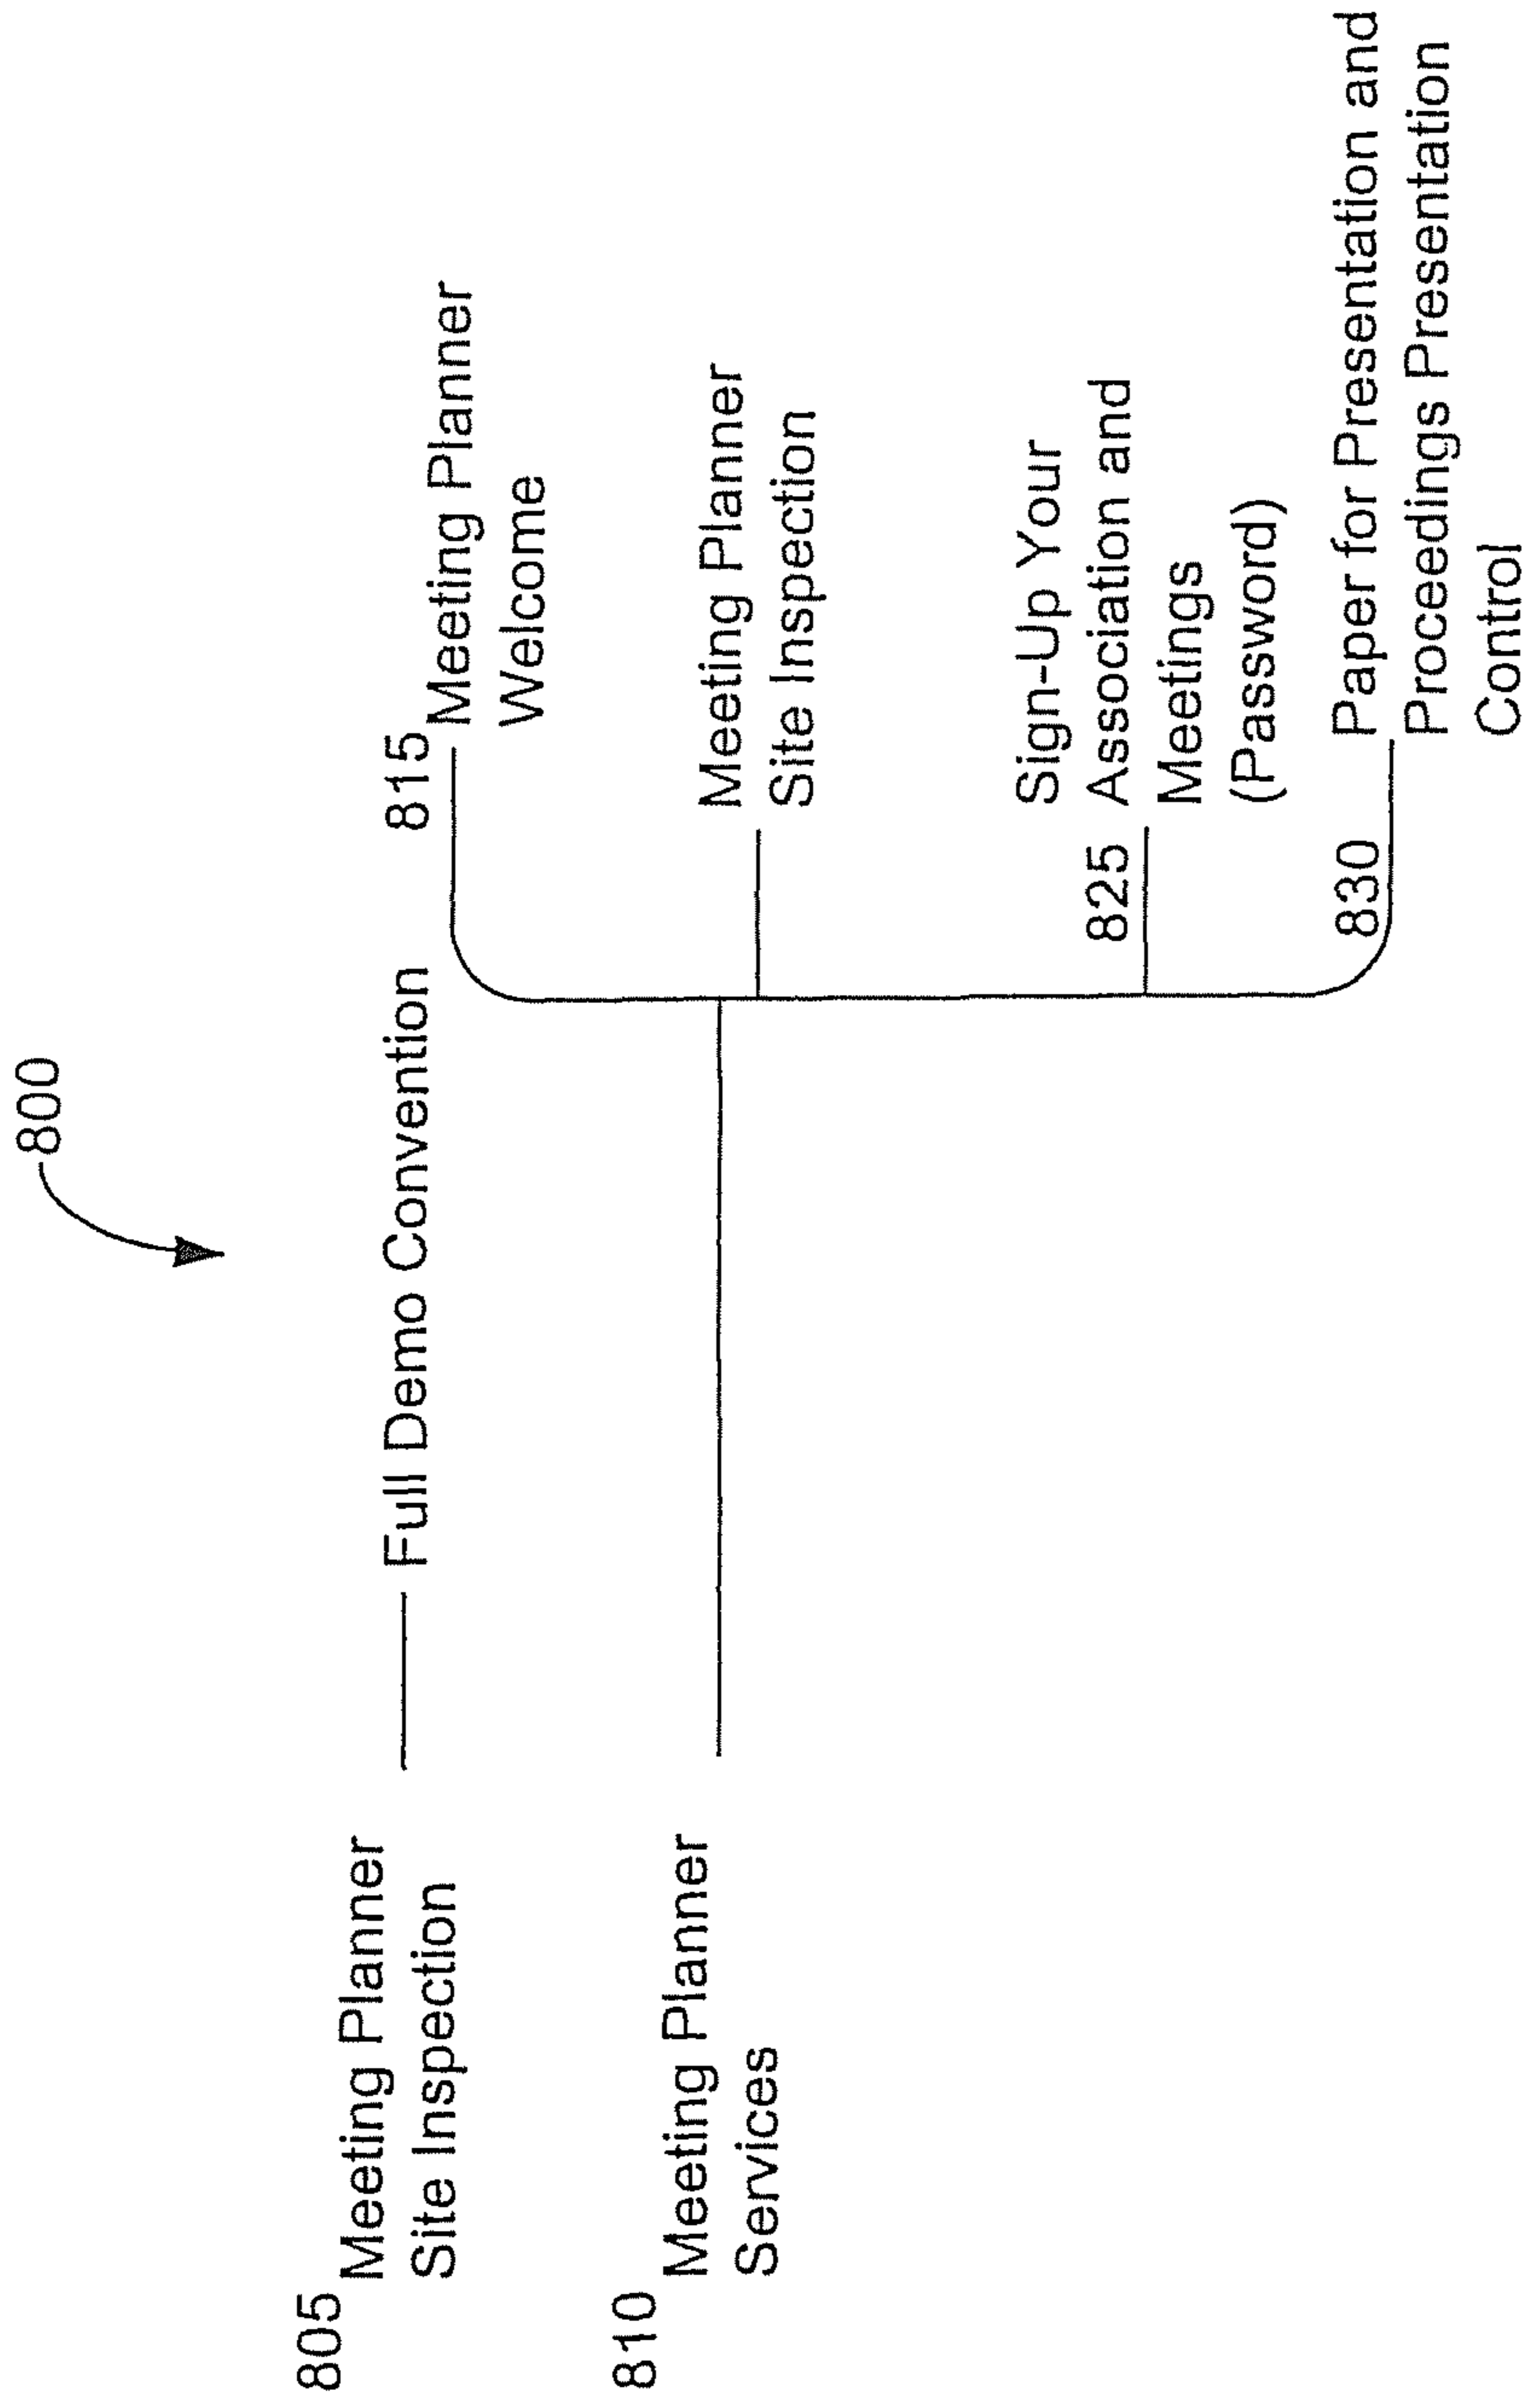 800
805
Meeting Planner
Site Inspection
Full Demo Convention
810
Meeting Planner
Services
815
Meeting Planner
Welcome
Meeting Planner
Site Inspection
825
Sign-Up Your
Association and
Meetings
(Password)
830
Paper for Presentation and
Proceedings Presentation
Control